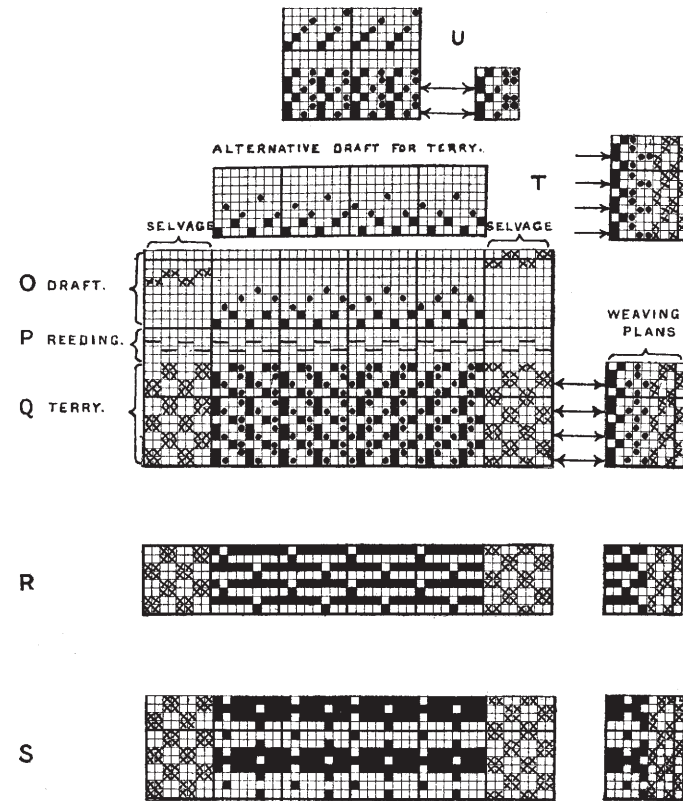 U
ALTERNATIVE DRAFT FOR TERRY.
T
SELVAGE
SELVAGE
O DRAFT.
P REEDING.
WEAVING
PLANS
Q TERRY.
R
S